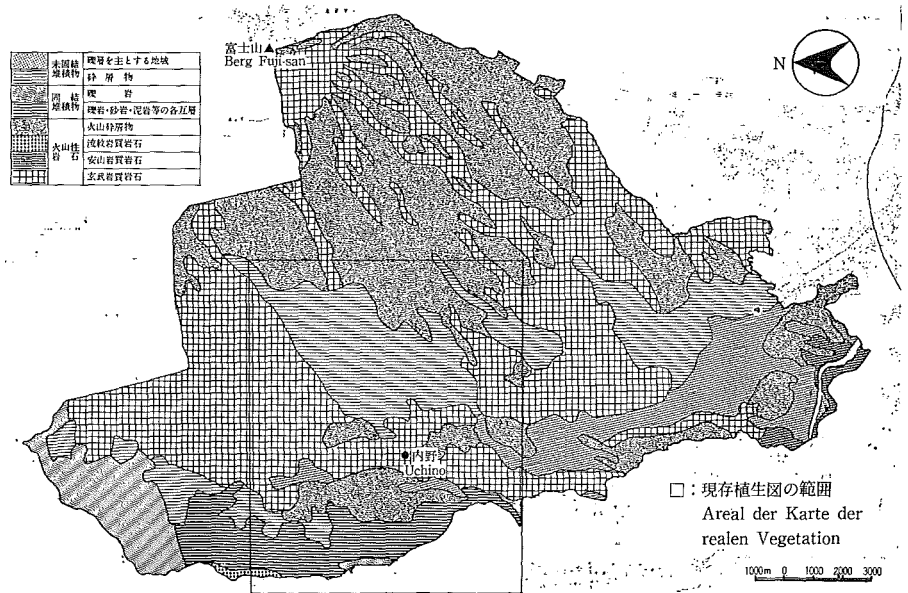 富士山▲
Berg Fuji-san
N
未固結
堆積物
礫層を主とする地域
砕屑物
固結
堆積物
礫岩
礫岩・砂岩・泥岩等の各互層
火山性
岩石
火山砕屑物
流紋岩質岩石
安山岩質岩石
玄武岩質岩石
●内野
Uchino
□:現存植生図の範囲
Areal der Karte der
realen Vegetation
1000m 0 1000 2000 3000